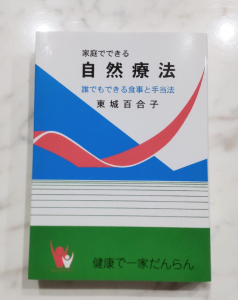 家庭でできる
自然療法
誰でもできる食事と手当法
東城百合子
健康で一家だんらん